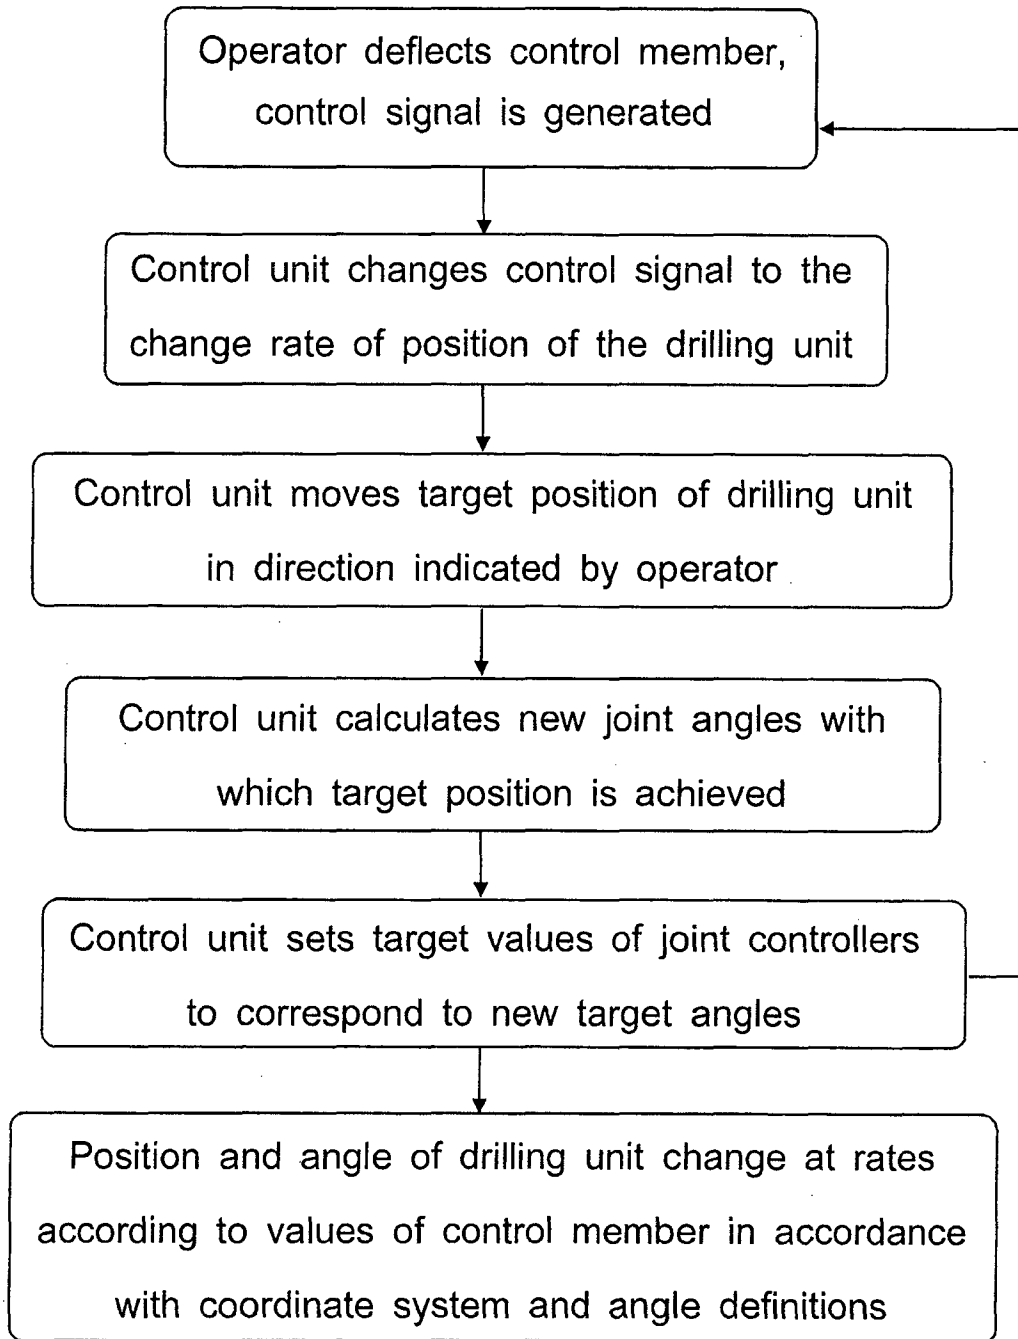 Operator deflects control member,
control signal is generated
Control unit changes control signal to the
change rate of position of the drilling unit
Control unit moves target position of drilling unit
in direction indicated by operator
Control unit calculates new joint angles with
which target position is achieved
Control unit sets target values of joint controllers
to correspond to new target angles
Position and angle of drilling unit change at rates
according to values of control member in accordance
with coordinate system and angle definitions